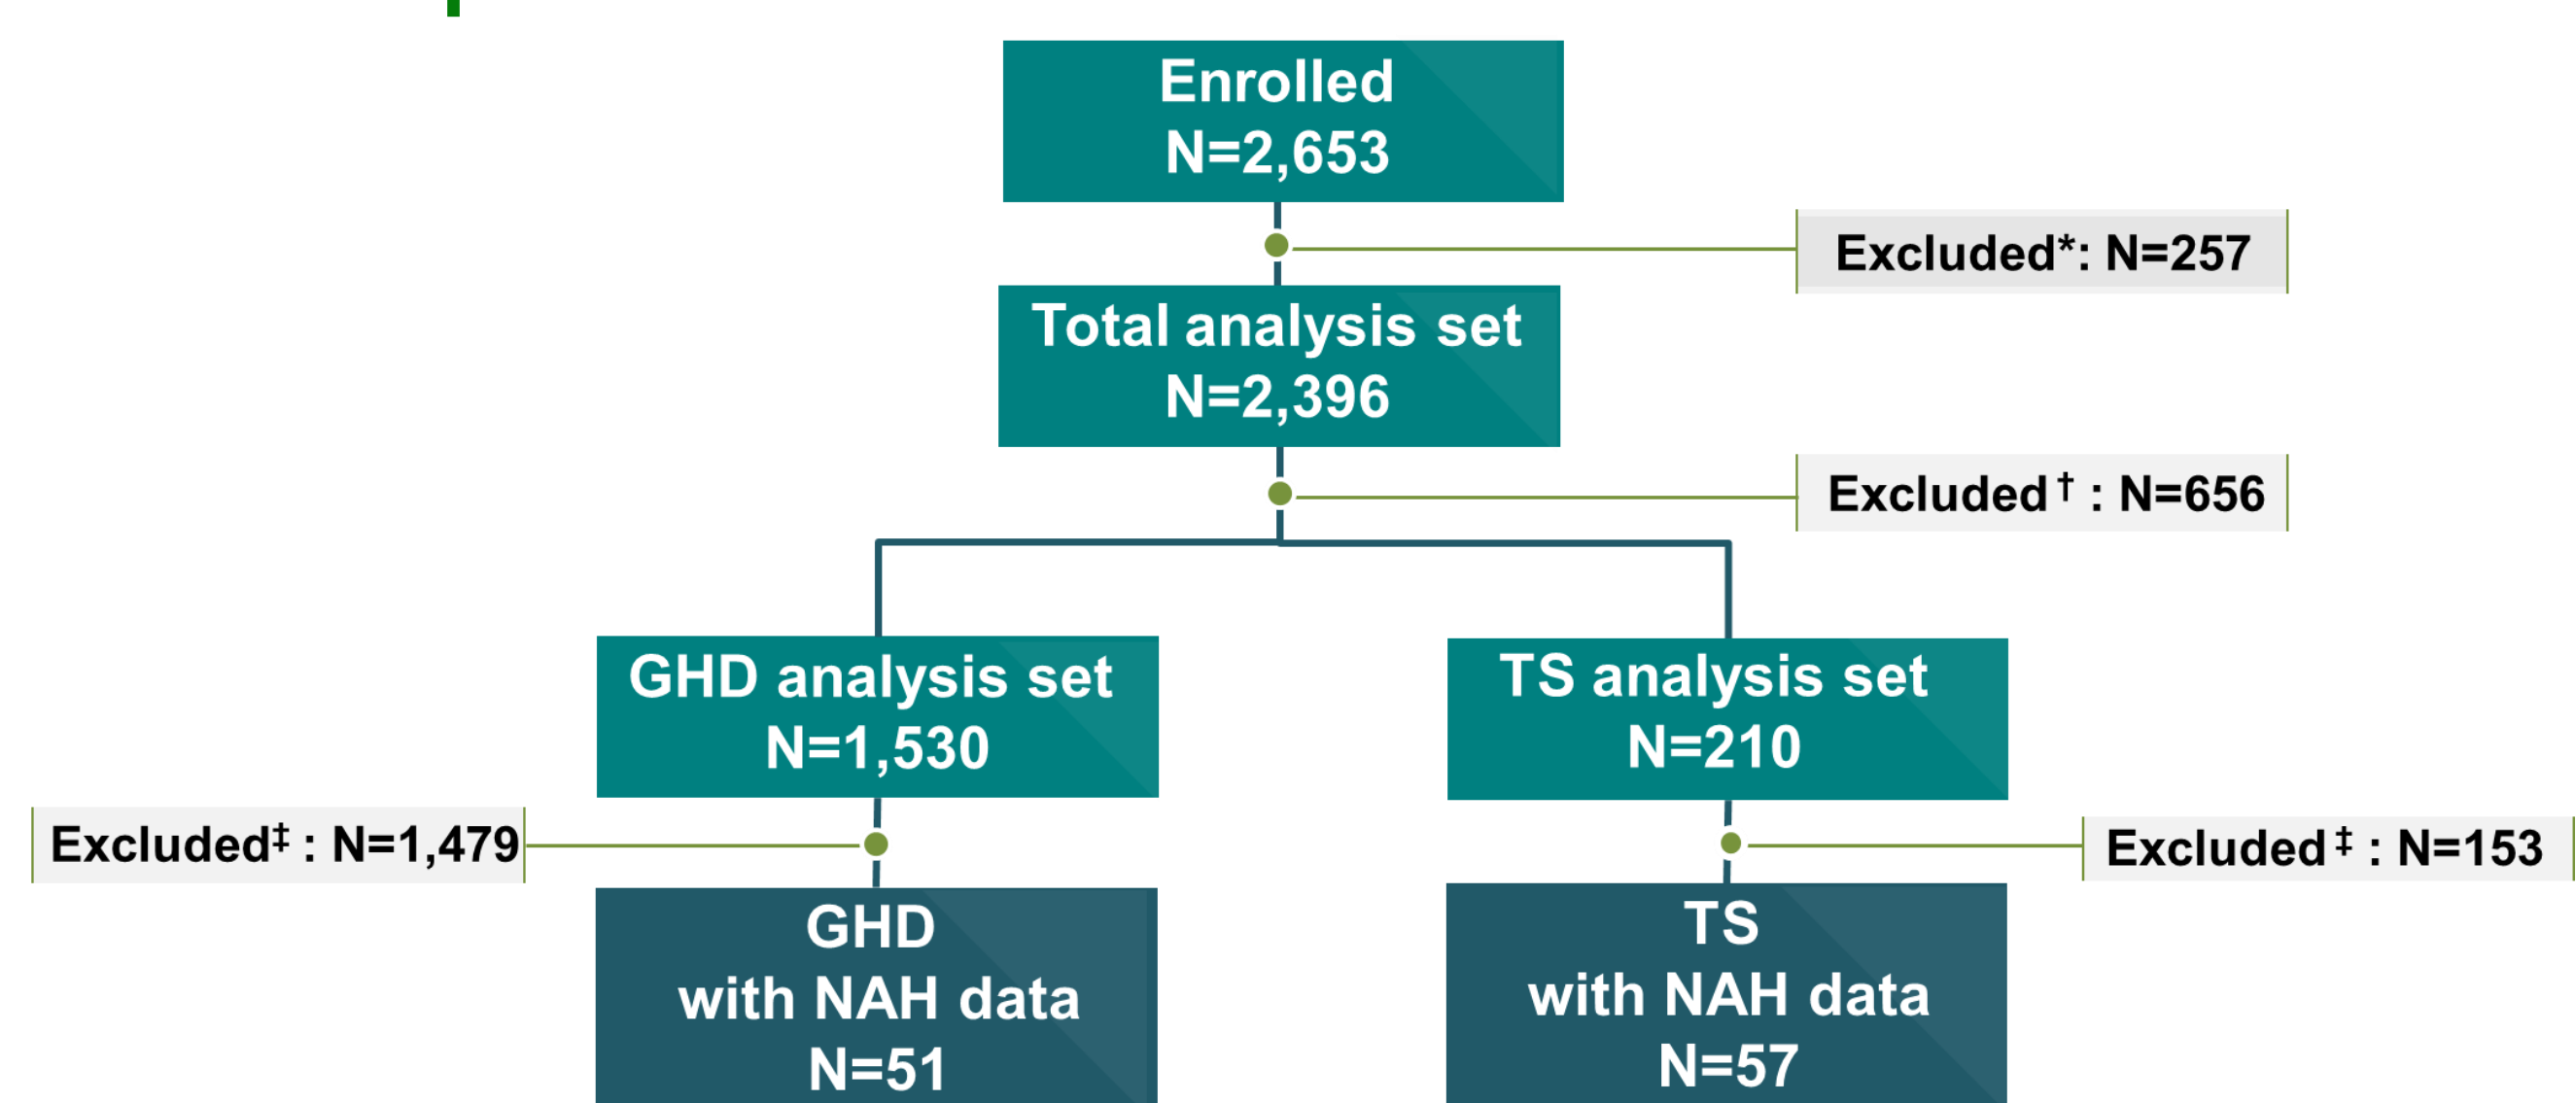 Enrolled
N=2,653
Excluded*: N=257
Total analysis set
N=2,396
Excluded † : N=656
GHD analysis set
N=1,530
TS analysis set
N=210
Excluded‡ : N=1,479
Excluded ‡ : N=153
GHD
with NAH data
N=51
TS
with NAH data
N=57